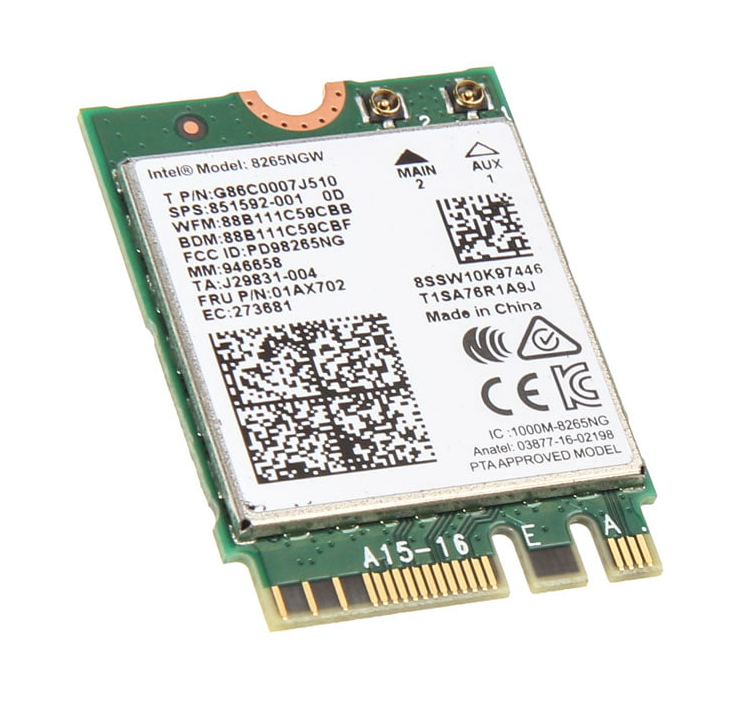 2
Intel® Model: 8265NGW
MAIN
2
AUX
1
T P/N:G86C0007J510
SPS:851592-001 0D
WFM:88B111C59CBB
BDM:88B111C59CBF
FCC ID:PD98265NG
MM:946658
TA:J29831-004
FRU P/N:01AX702
EC:273681
8SSW10K97446
T1SA76R1A9J
Made in China
CE
IC :1000M-8265NG
Anatel: 03877-16-02198
PTA APPROVED MODEL
A15-16
E
A